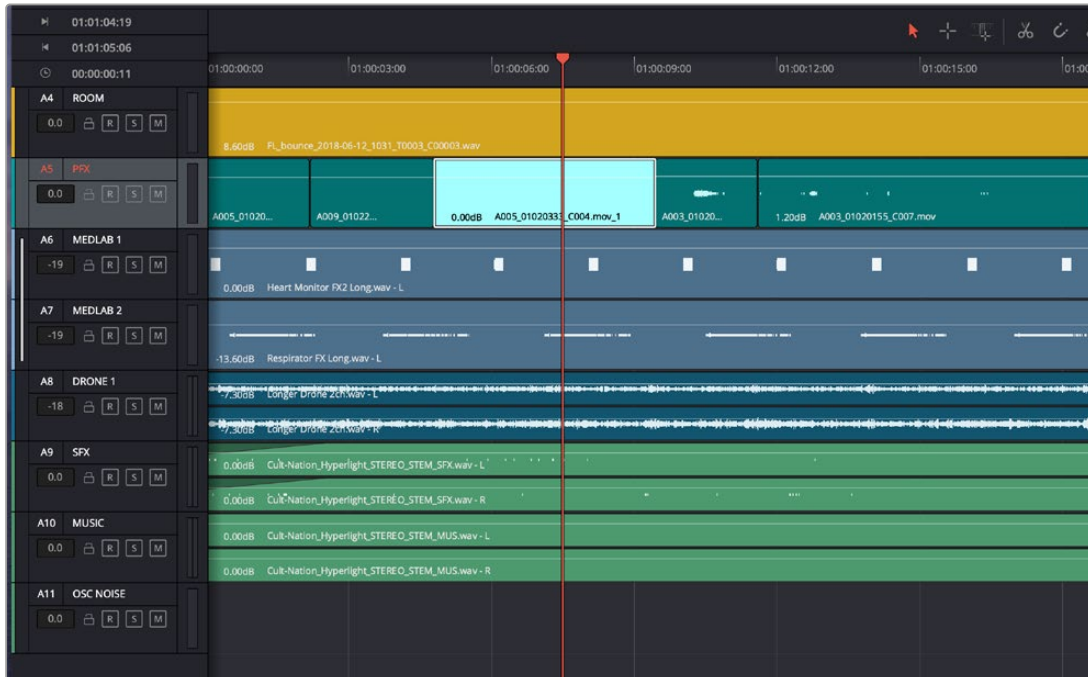 01:01:04:19
01:01:05:06
00:00:00:11
01:00:00:00 01:00:03:00 01:00:06:00 01:00:09:00 01:00:12:00 01:00:15:00 01:00
A4 ROOM
0.0 R S M
8.60dB FL_bounce_2018-06-12_1031_T0003_C00003.wav
A5 PFX
0.0 R S M
A005_01020... A009_01022... 0.00dB A005_01020333_C004.mov_1 A003_01020... 1.20dB A003_01020155_C007.mov
A6 MEDLAB 1
-19 R S M
0.00dB Heart Monitor FX2 Long.wav - L
A7 MEDLAB 2
-19 R S M
-13.60dB Respirator FX Long.wav - L
A8 DRONE 1
-7.30dB Longer Drone 2ch.wav - L
-18 R S M
-7.30dB Longer Drone 2ch.wav - R
A9 SFX
0.00dB Cult-Nation_Hyperlight_STEREO_STEM_SFX.wav - L
0.0 R S M
0.00dB Cult-Nation_Hyperlight_STEREO_STEM_SFX.wav - R
A10 MUSIC
0.00dB Cult-Nation_Hyperlight_STEREO_STEM_MUS.wav - L
0.0 R S M
0.00dB Cult-Nation_Hyperlight_STEREO_STEM_MUS.wav - R
A11 OSC NOISE
0.0 R S M